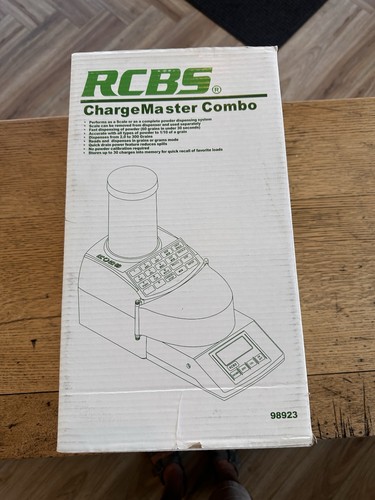 RCBS®
ChargeMaster Combo
• Performs as a Scale or as a complete powder dispensing system
• Scale can be removed from dispenser and used separately
• Fast dispensing of powder (60 grains in under 30 seconds)
• Accurate with all types of powder to 1/10 of a grain
• Dispenses from 2.0 to 300 Grains
• Reads and dispenses in grains or grams mode
• Quick drain power feature reduces spills
• No powder calibration required
• Stores up to 30 charges into memory for quick recall of favorite loads
RCBS
RCBS
98923